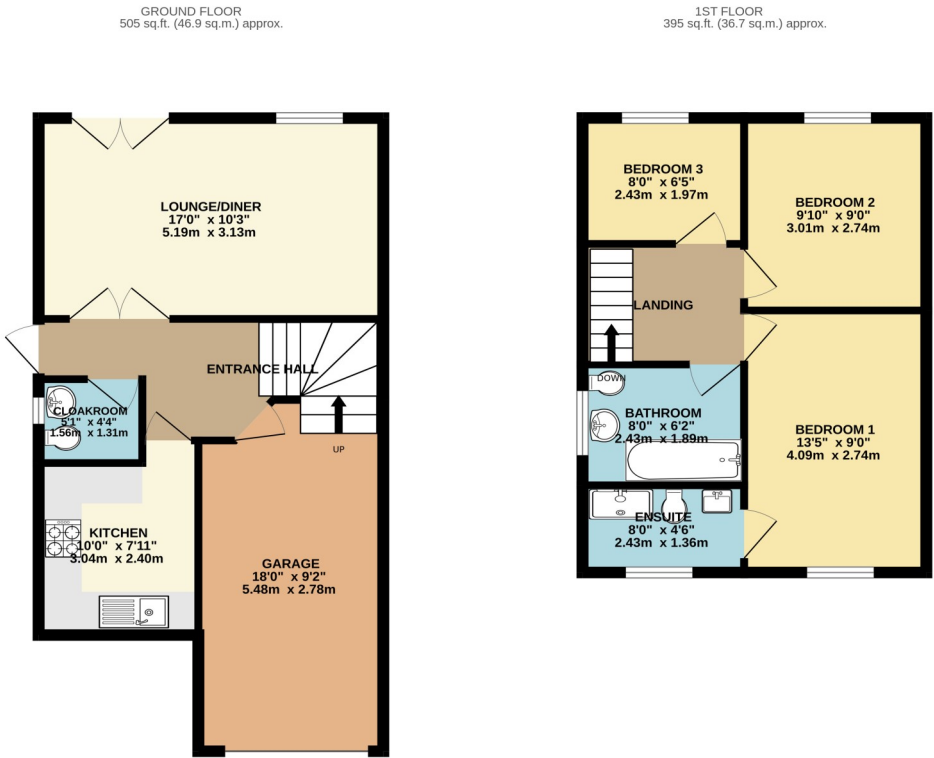 GROUND FLOOR
505 sq.ft. (46.9 sq.m.) approx.
LOUNGE/DINER
17'0" x 10'3"
5.19m x 3.13m
ENTRANCE HALL
CLOAKROOM
5'1" x 4'4"
1.56m x 1.31m
UP
KITCHEN
10'0" x 7'11"
3.04m x 2.40m
GARAGE
18'0" x 9'2"
5.48m x 2.78m
1ST FLOOR
395 sq.ft. (36.7 sq.m.) approx.
BEDROOM 3
8'0" x 6'5"
2.43m x 1.97m
BEDROOM 2
9'10" x 9'0"
3.01m x 2.74m
LANDING
DOWN
BATHROOM
8'0" x 6'2"
2.43m x 1.89m
BEDROOM 1
13'5" x 9'0"
4.09m x 2.74m
ENSUITE
8'0" x 4'6"
2.43m x 1.36m